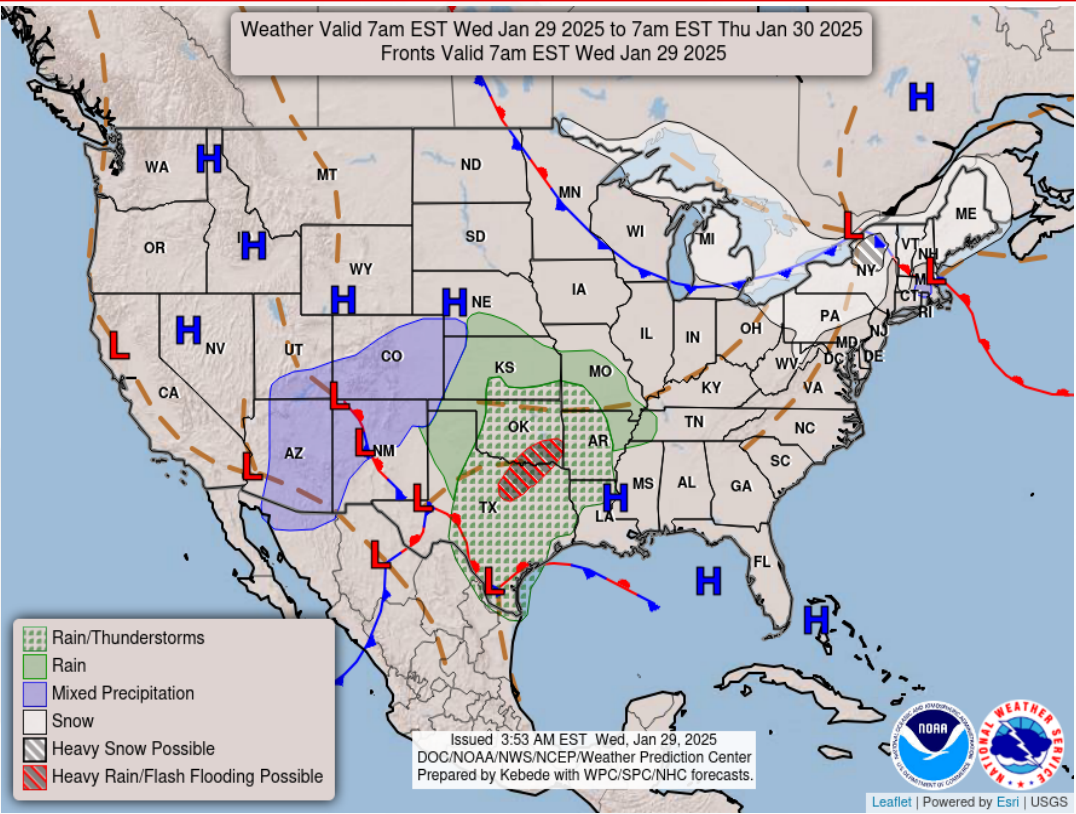 Weather Valid 7am EST Wed Jan 29 2025 to 7am EST Thu Jan 30 2025
Fronts Valid 7am EST Wed Jan 29 2025
H
L
H
WA
H
MT
ND
MN
ME
L
VT
NH
OR
H
SD
WI
MI
NY
L
M
WY
CT
RI
H
H
NE
IA
PA
L
H
NV
UT
CO
IL
IN
OH
NJ
MD
DE
DC
WV
CA
KS
MO
KY
VA
L
OK
AR
TN
NC
L
NM
AZ
L
SC
L
TX
H
LA
MS
AL
GA
L
L
H
FL
H
Rain/Thunderstorms
Rain
Mixed Precipitation
Snow
Heavy Snow Possible
Heavy Rain/Flash Flooding Possible
Issued 3:53 AM EST Wed, Jan 29, 2025
DOC/NOAA/NWS/NCEP/Weather Prediction Center
Prepared by Kebede with WPC/SPC/NHC forecasts.
NOAA
NATIONAL WEATHER SERVICE
Leaflet | Powered by Esri | USGS